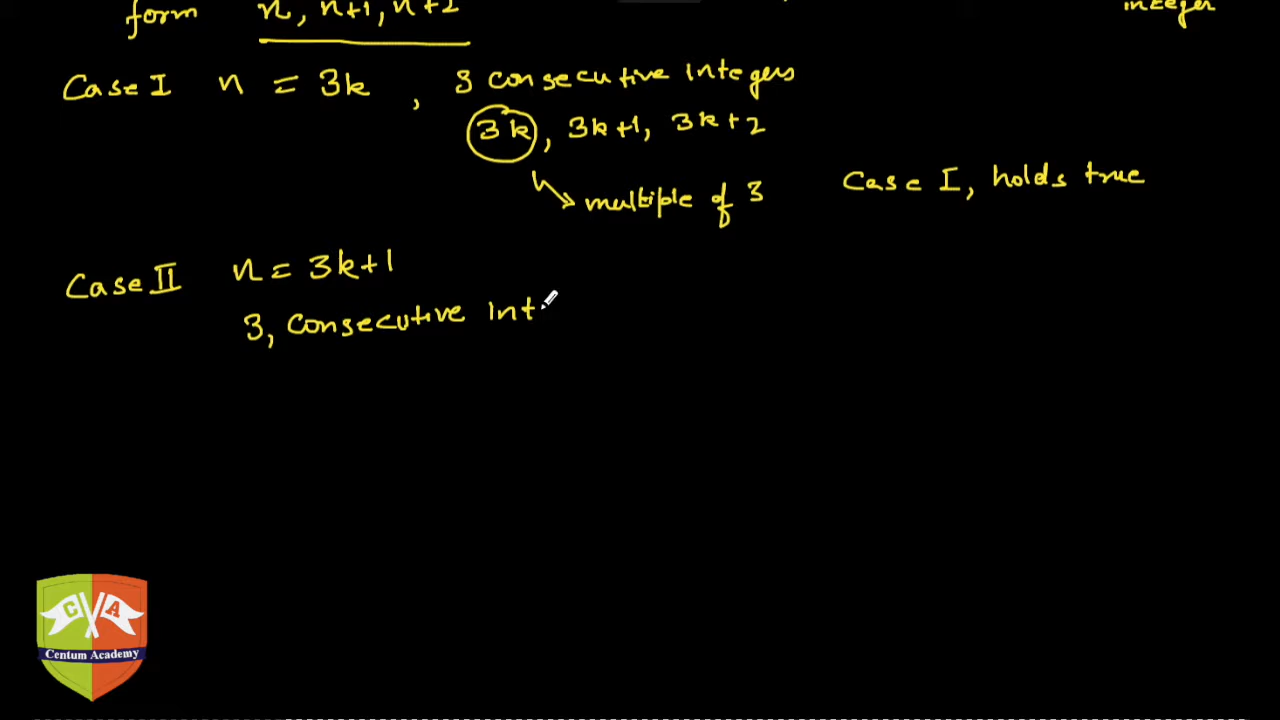 form n, n+1, n+2 integer
Case I n = 3k , 3 consecutive integers
3k, 3k+1, 3k+2
multiple of 3 Case I, holds true
Case II n = 3k+1
3, consecutive int
C A
Centum Academy